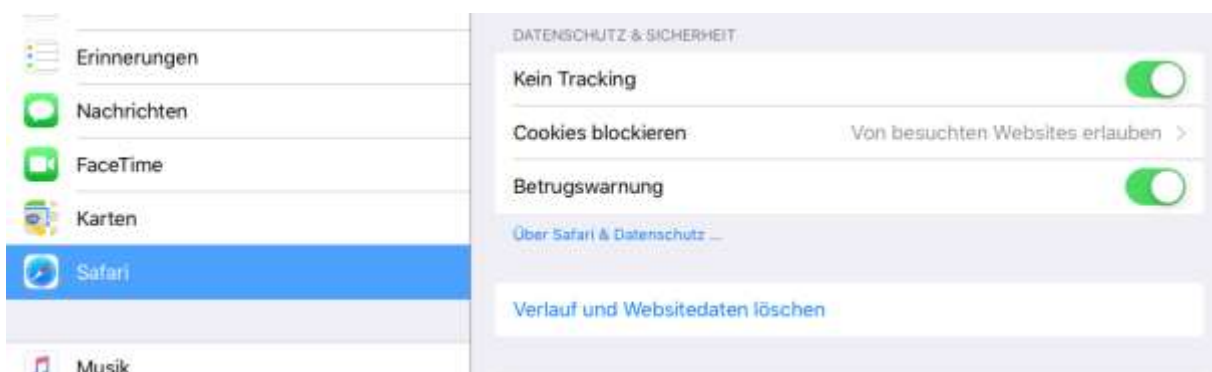 Erinnerungen
Nachrichten
FaceTime
Karten
Safari
Musik
DATENSCHUTZ & SICHERHEIT
Kein Tracking
Cookies blockieren Von besuchten Websites erlauben
Betrugswarnung
Über Safari & Datenschutz ...
Verlauf und Websitedaten löschen